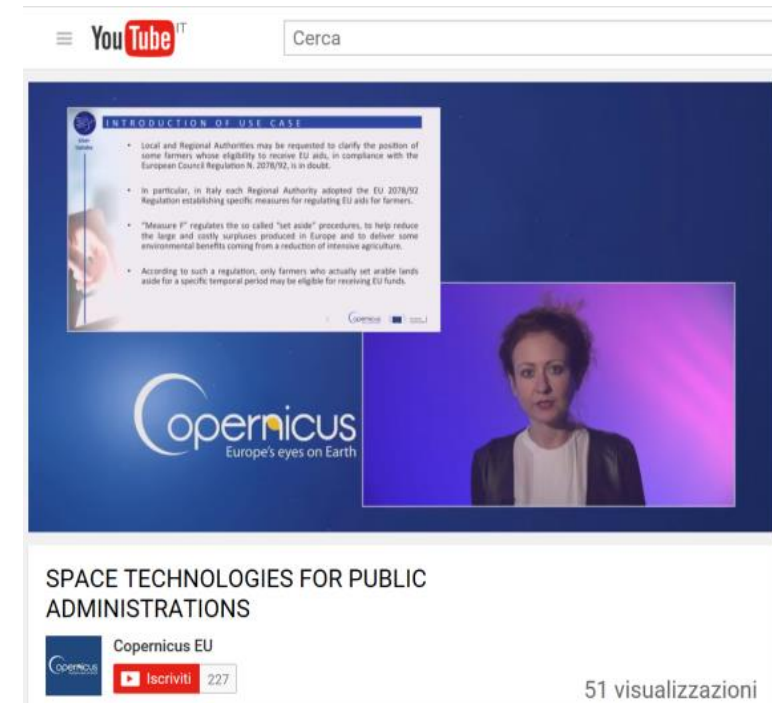 YouTube IT
Cerca
INTRODUCTION OF USE CASE
• Local and Regional Authorities may be requested to clarify the position of
some farmers whose eligibility to receive EU aids, in compliance with the
European Council Regulation N. 2078/92, is in doubt.
• In particular, in Italy each Regional Authority adopted the EU 2078/92
Regulation establishing specific measures for regulating EU aids for farmers.
• "Measure F" regulates the so called "set aside" procedures, to help reduce
the large and costly surpluses produced in Europe and to deliver some
environmental benefits coming from a reduction of intensive agriculture.
• According to such a regulation, only farmers who actually set arable lands
aside for a specific temporal period may be eligible for receiving EU funds.
Copernicus
Copernicus
Europe's eyes on Earth
SPACE TECHNOLOGIES FOR PUBLIC
ADMINISTRATIONS
Copernicus
Copernicus EU
Iscriviti 227
51 visualizzazioni